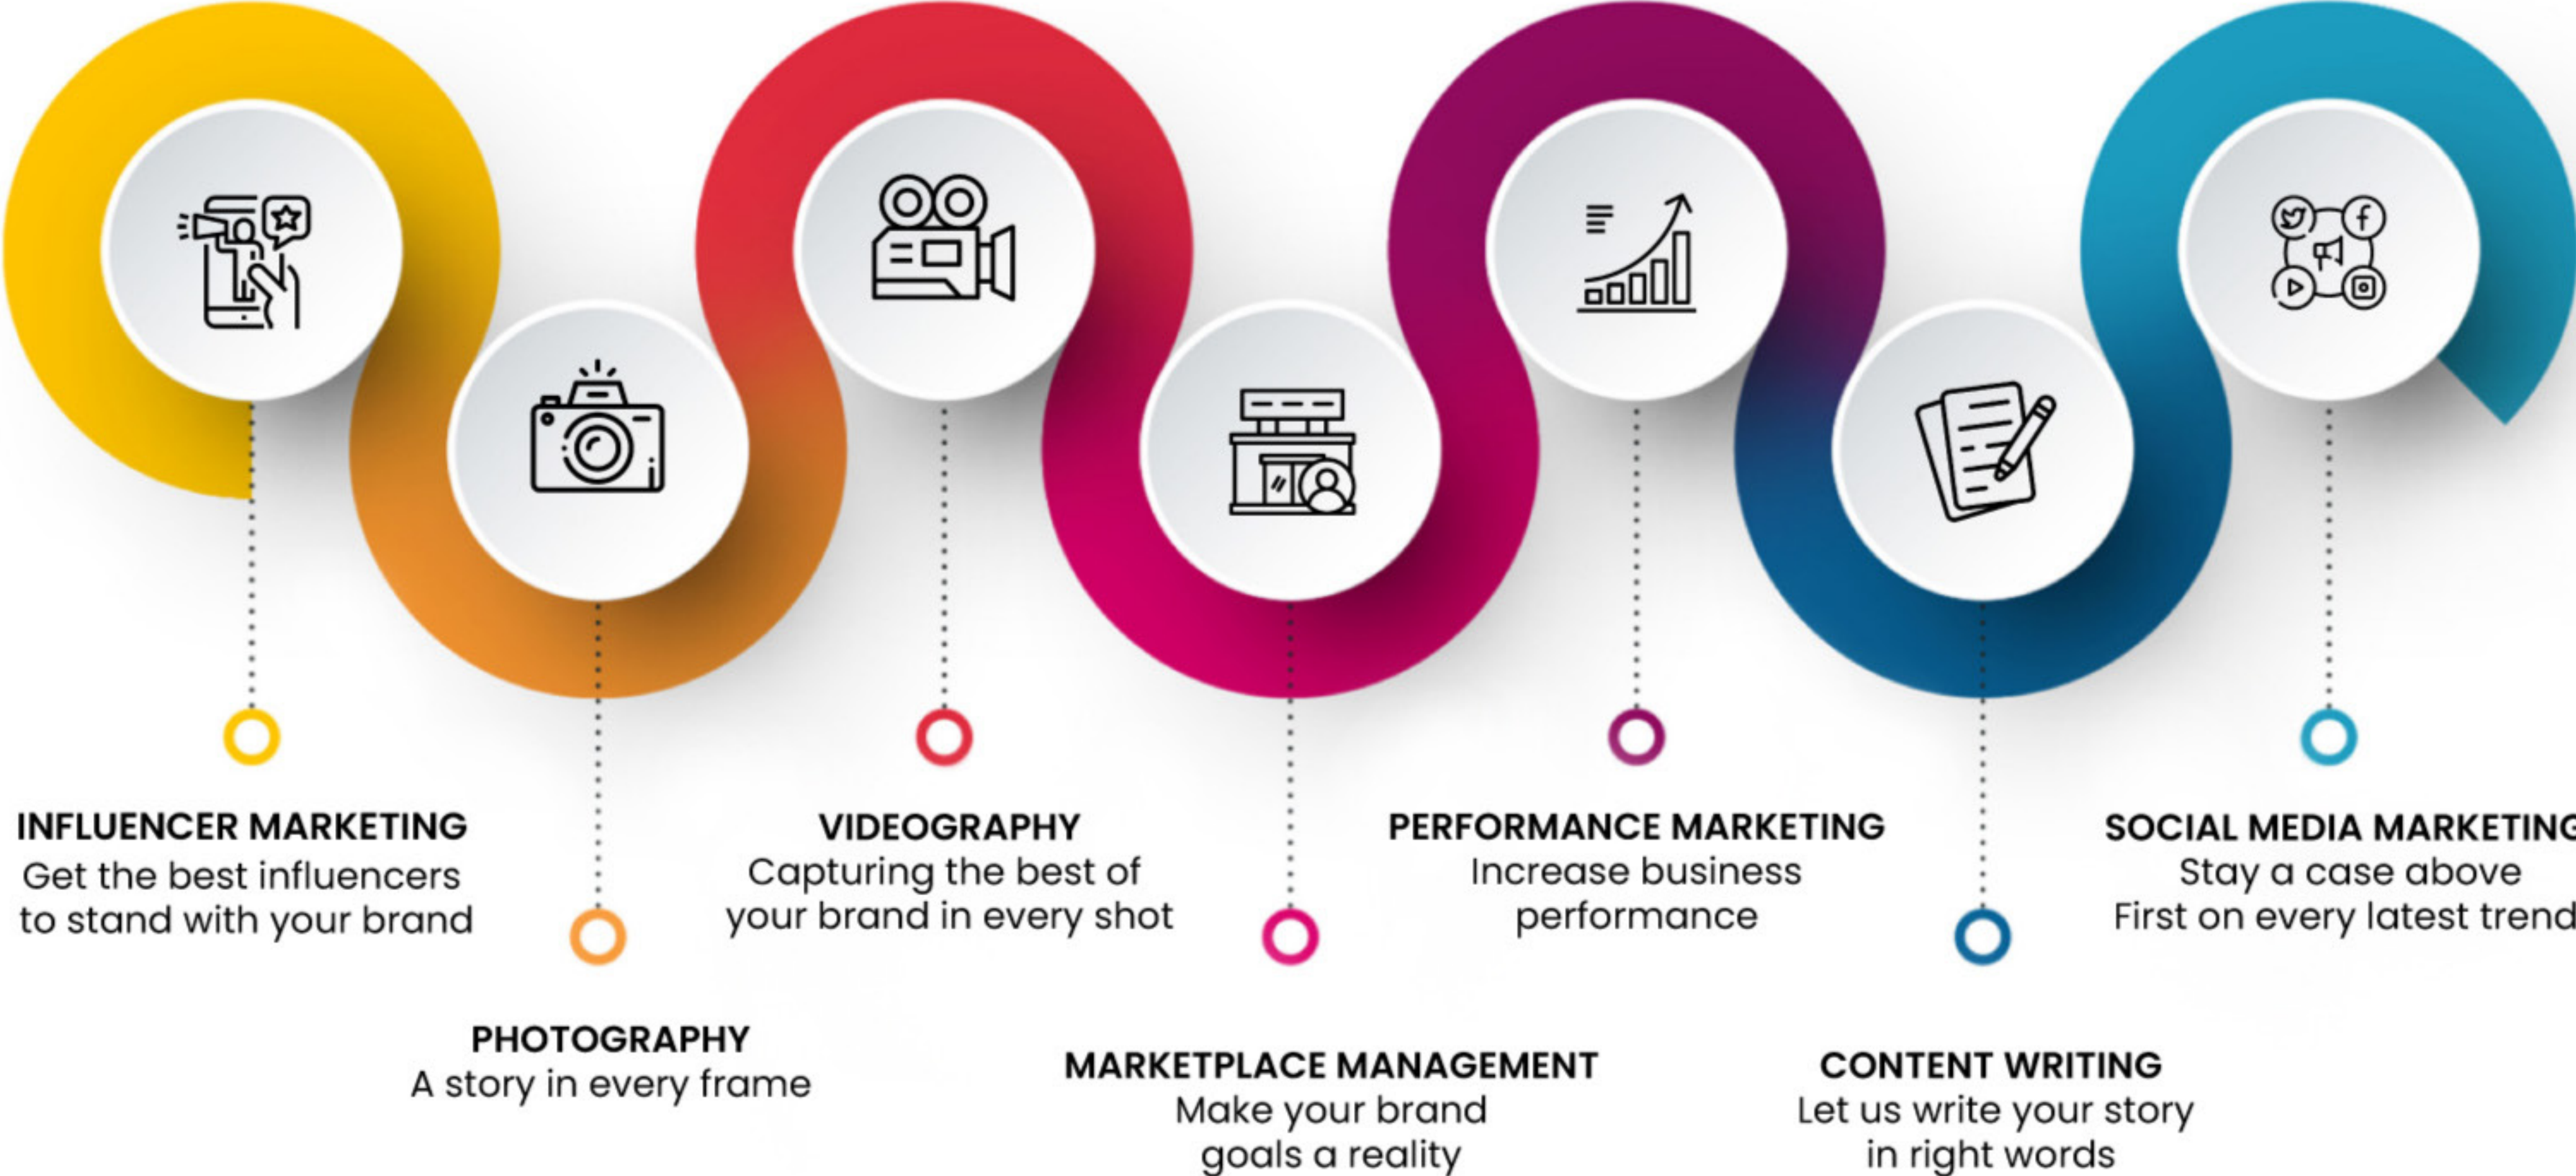 INFLUENCER MARKETING
Get the best influencers
to stand with your brand
PHOTOGRAPHY
A story in every frame
VIDEOGRAPHY
Capturing the best of
your brand in every shot
MARKETPLACE MANAGEMENT
Make your brand
goals a reality
PERFORMANCE MARKETING
Increase business
performance
CONTENT WRITING
Let us write your story
in right words
SOCIAL MEDIA MARKETING
Stay a case above
First on every latest trend